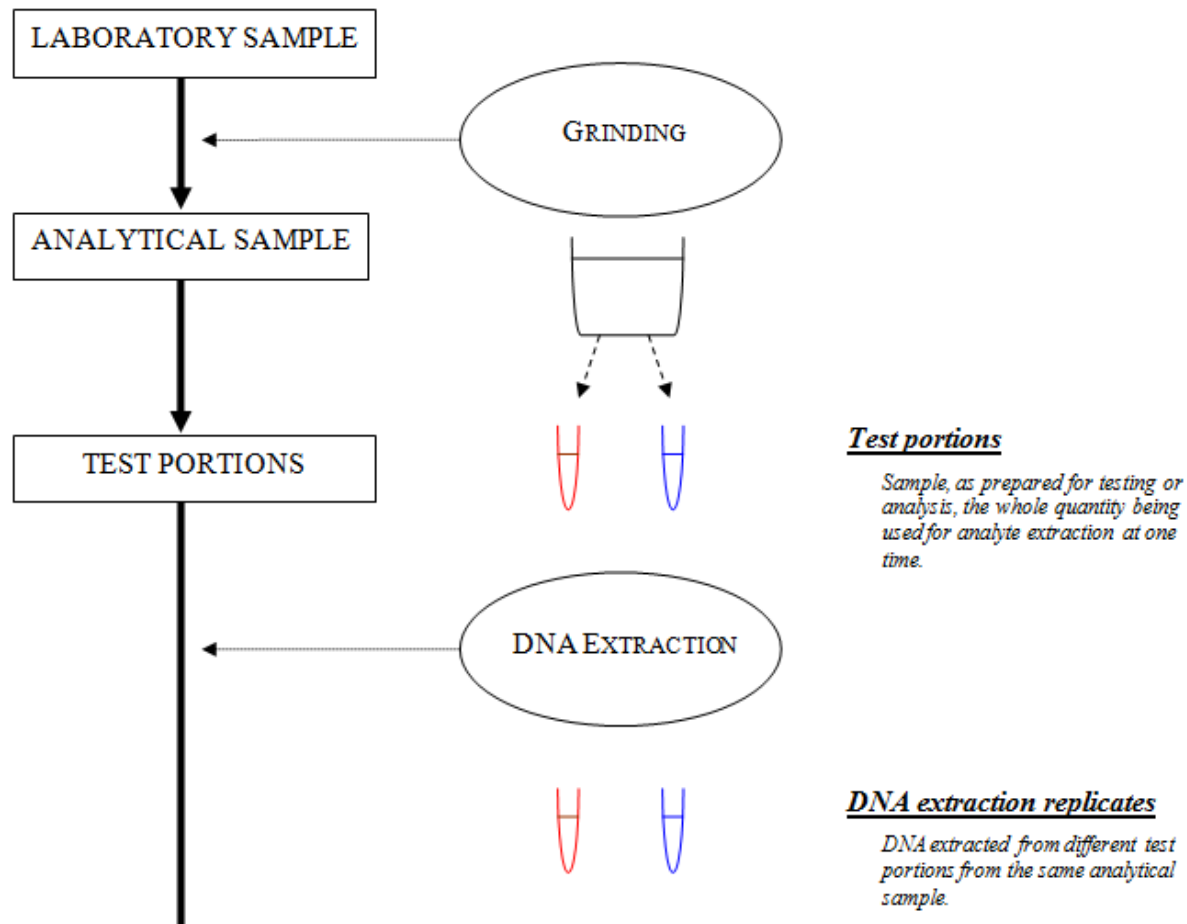 LABORATORY SAMPLE
GRINDING
ANALYTICAL SAMPLE
TEST PORTIONS
Test portions
Sample, as prepared for testing or
analysis, the whole quantity being
used for analyte extraction at one
time.
DNA EXTRACTION
DNA extraction replicates
DNA extracted from different test
portions from the same analytical
sample.